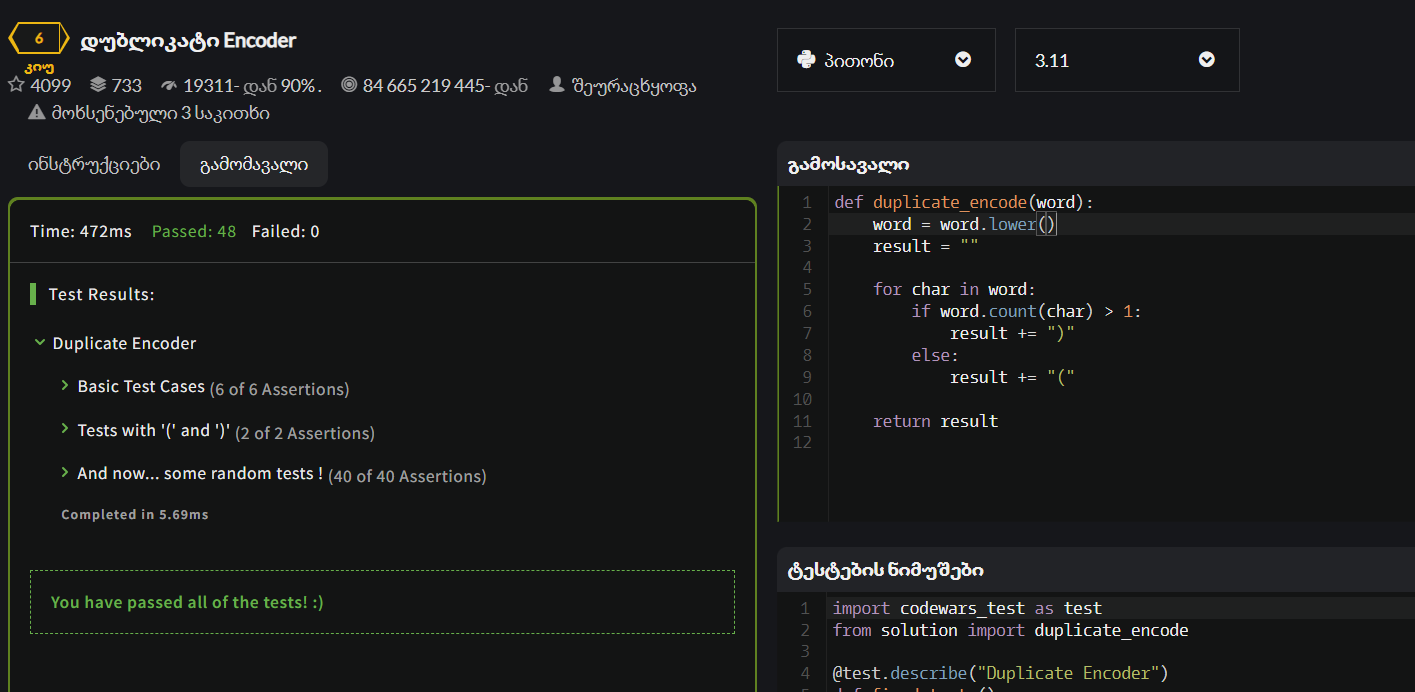 6
კიუ
დუბლიკატი Encoder
4099 733 19311- დან 90% . 84 665 219 445- დან შეურაცხყოფა
მოხსენებული 3 საკითხი
პითონი
3.11
ინსტრუქციები გამომავალი
Time: 472ms Passed: 48 Failed: 0
Test Results:
Duplicate Encoder
Basic Test Cases (6 of 6 Assertions)
Tests with '(' and ')' (2 of 2 Assertions)
And now... some random tests ! (40 of 40 Assertions)
Completed in 5.69ms
You have passed all of the tests! :)
გამოსავალი
1 def duplicate_encode(word):
2 word = word.lower()
3 result = ""
4
5 for char in word:
6 if word.count(char) > 1:
7 result += ")"
8 else:
9 result += "("
10
11 return result
12
ტესტების ნიმუშები
1 import codewars_test as test
2 from solution import duplicate_encode
3
4 @test.describe("Duplicate Encoder")